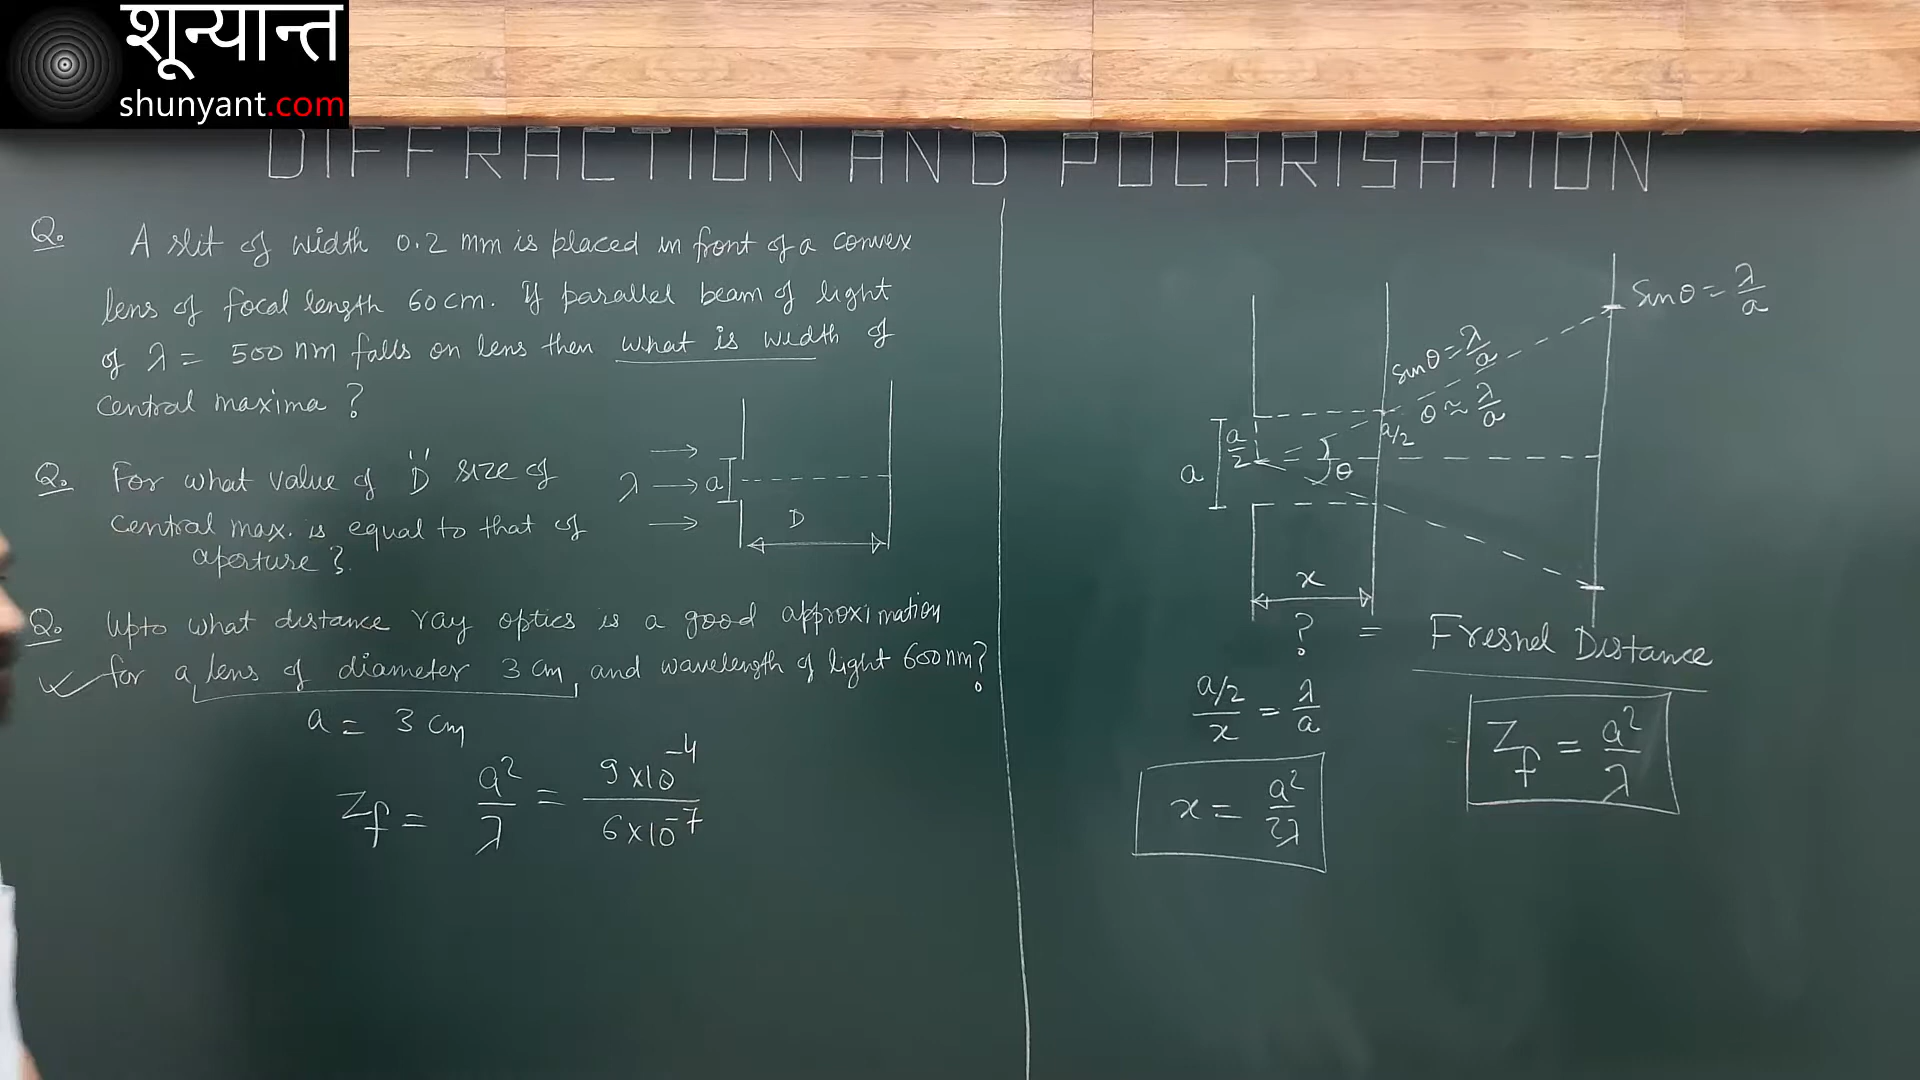 शून्यान्त
shunyant.com
DIFFRACTION AND POLARISATION
Q. A slit of width 0.2 mm is placed in front of a convex
lens of focal length 60 cm. If parallel beam of light
of λ = 500 nm falls on lens then what is width of
central maxima ?
Q. For what value of "D" size of
central max. is equal to that of
aperture ?
λ
a
D
Q. Upto what distance ray optics is a good approximation
for a lens of diameter 3 cm, and wavelength of light 600nm?
a = 3 cm
Zf = a²/λ = 9×10⁻⁴/6×10⁻⁷
sinθ = λ/a
sinθ = λ/a
θ ≈ λ/a
a/2
a/2
a
θ
x
? = Fresnel Distance
a/2/x = λ/a
Zf = a²/λ
x = a²/2λ